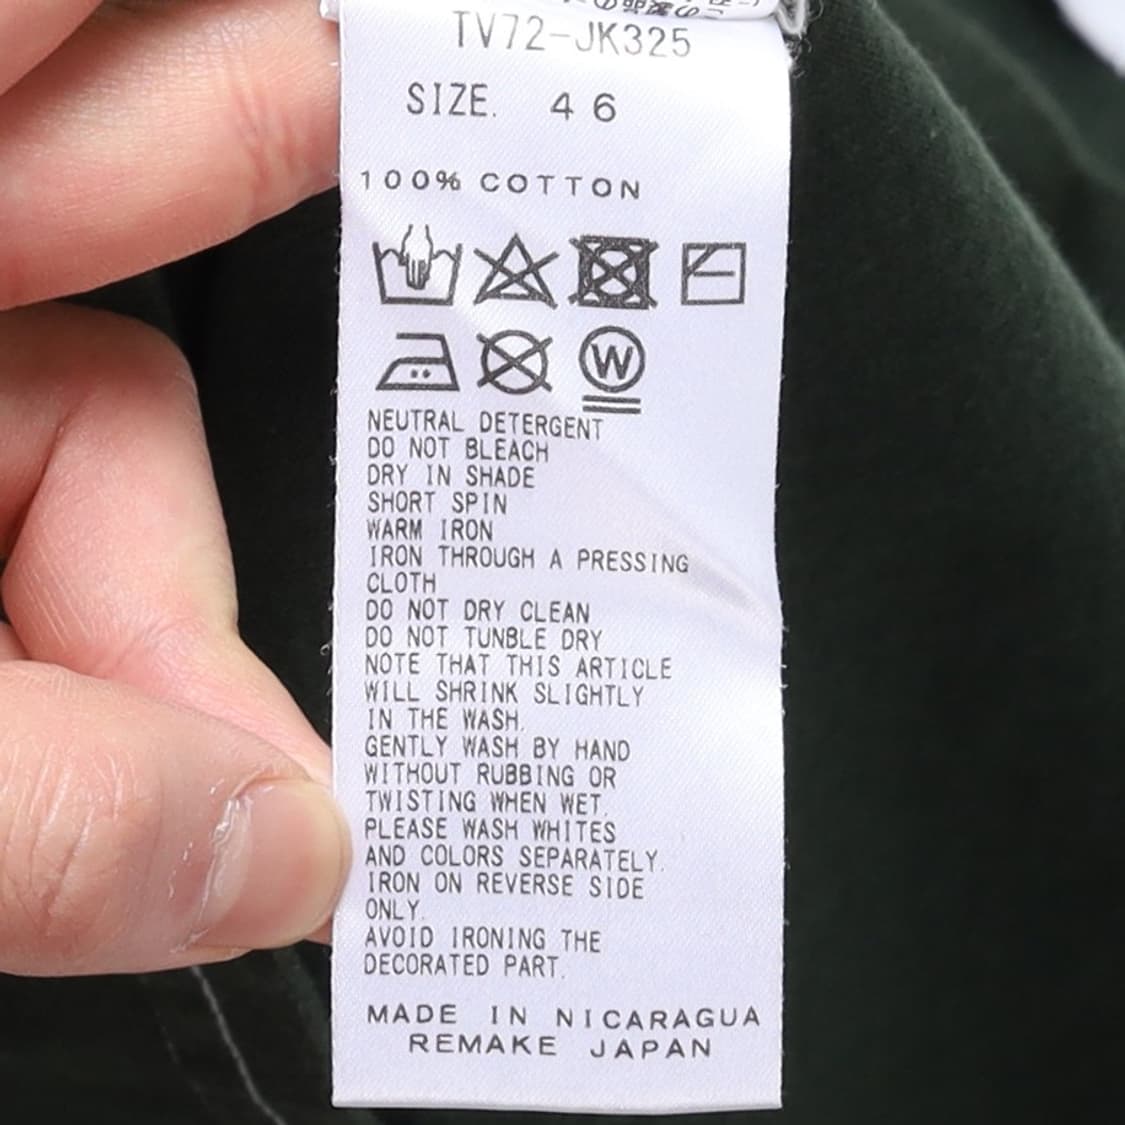 TV72-JK325
SIZE. 46
100% COTTON
W
NEUTRAL DETERGENT
DO NOT BLEACH
DRY IN SHADE
SHORT SPIN
WARM IRON
IRON THROUGH A PRESSING
CLOTH
DO NOT DRY CLEAN
DO NOT TUNBLE DRY
NOTE THAT THIS ARTICLE
WILL SHRINK SLIGHTLY
IN THE WASH.
GENTLY WASH BY HAND
WITHOUT RUBBING OR
TWISTING WHEN WET.
PLEASE WASH WHITES
AND COLORS SEPARATELY.
IRON ON REVERSE SIDE
ONLY.
AVOID IRONING THE
DECORATED PART.
MADE IN NICARAGUA
REMAKE JAPAN